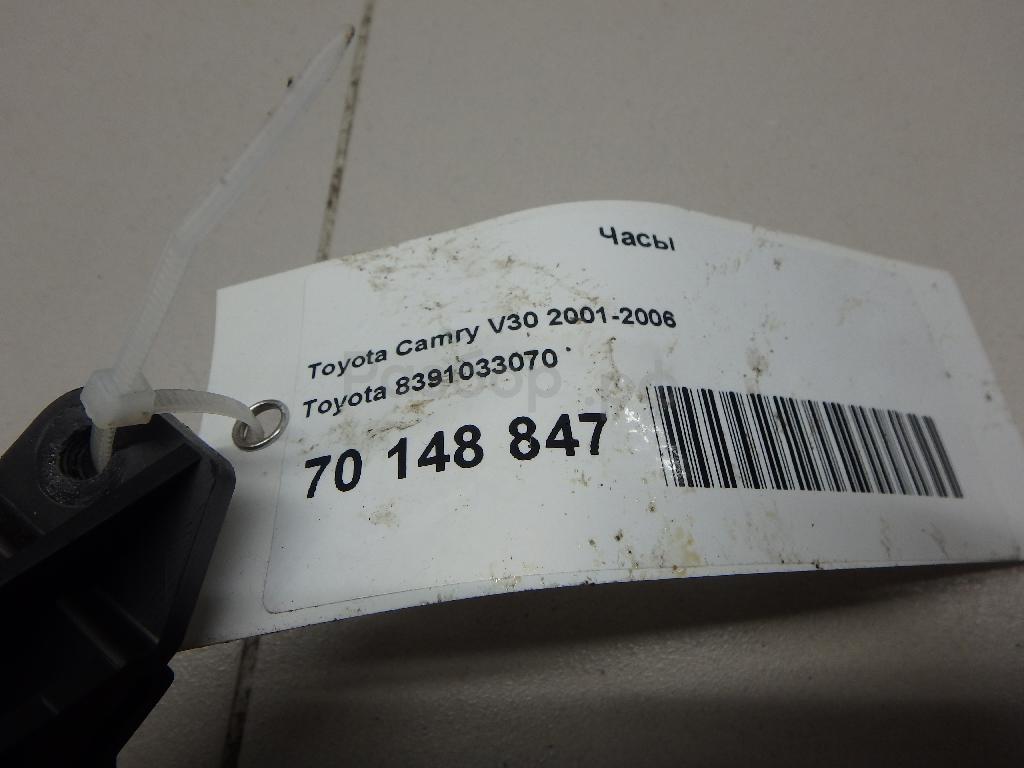 Часы
Toyota Camry V30 2001-2006
Toyota 8391033070
70 148 847